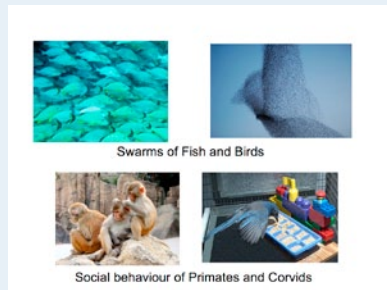 Swarms of Fish and Birds
Social behaviour of Primates and Corvids